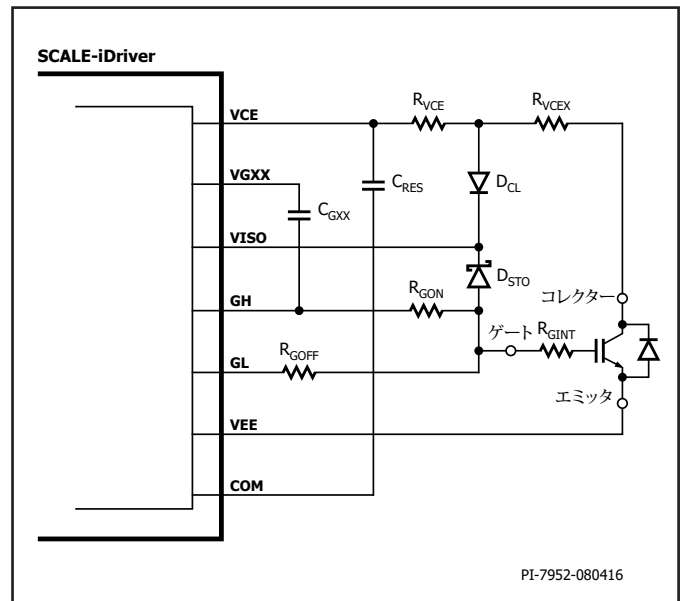 SCALE-iDriver
VCE
RVCE
RVCEX
VGXX
CGXX
CRES
DCL
VISO
DSTO
GH
RGON
コレクター
ゲート
RGINT
GL
RGOFF
エミッタ
VEE
COM
PI-7952-080416